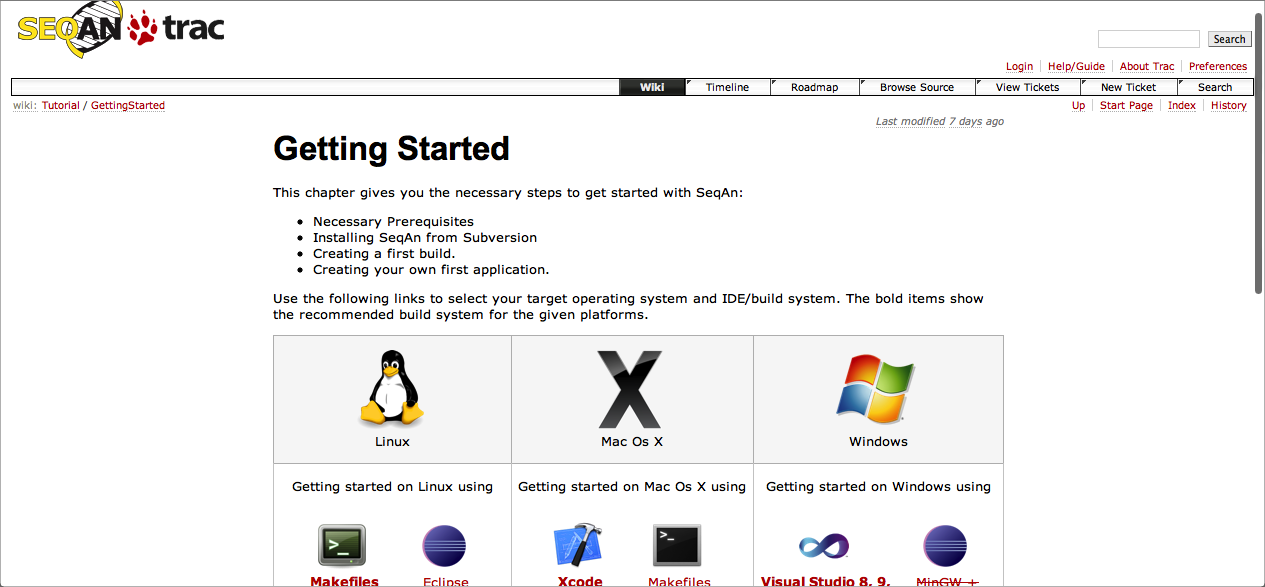 SEQAN trac
Search
Login Help/Guide About Trac Preferences
Wiki Timeline Roadmap Browse Source View Tickets New Ticket Search
wiki: Tutorial / GettingStarted
Up Start Page Index History
Last modified 7 days ago
Getting Started
This chapter gives you the necessary steps to get started with SeqAn:
• Necessary Prerequisites
• Installing SeqAn from Subversion
• Creating a first build.
• Creating your own first application.
Use the following links to select your target operating system and IDE/build system. The bold items show
the recommended build system for the given platforms.
Linux Mac Os X Windows
Getting started on Linux using Getting started on Mac Os X using Getting started on Windows using
>_ >_
Makefiles Eclipse Xcode Makefiles Visual Studio 8, 9, MinGW +